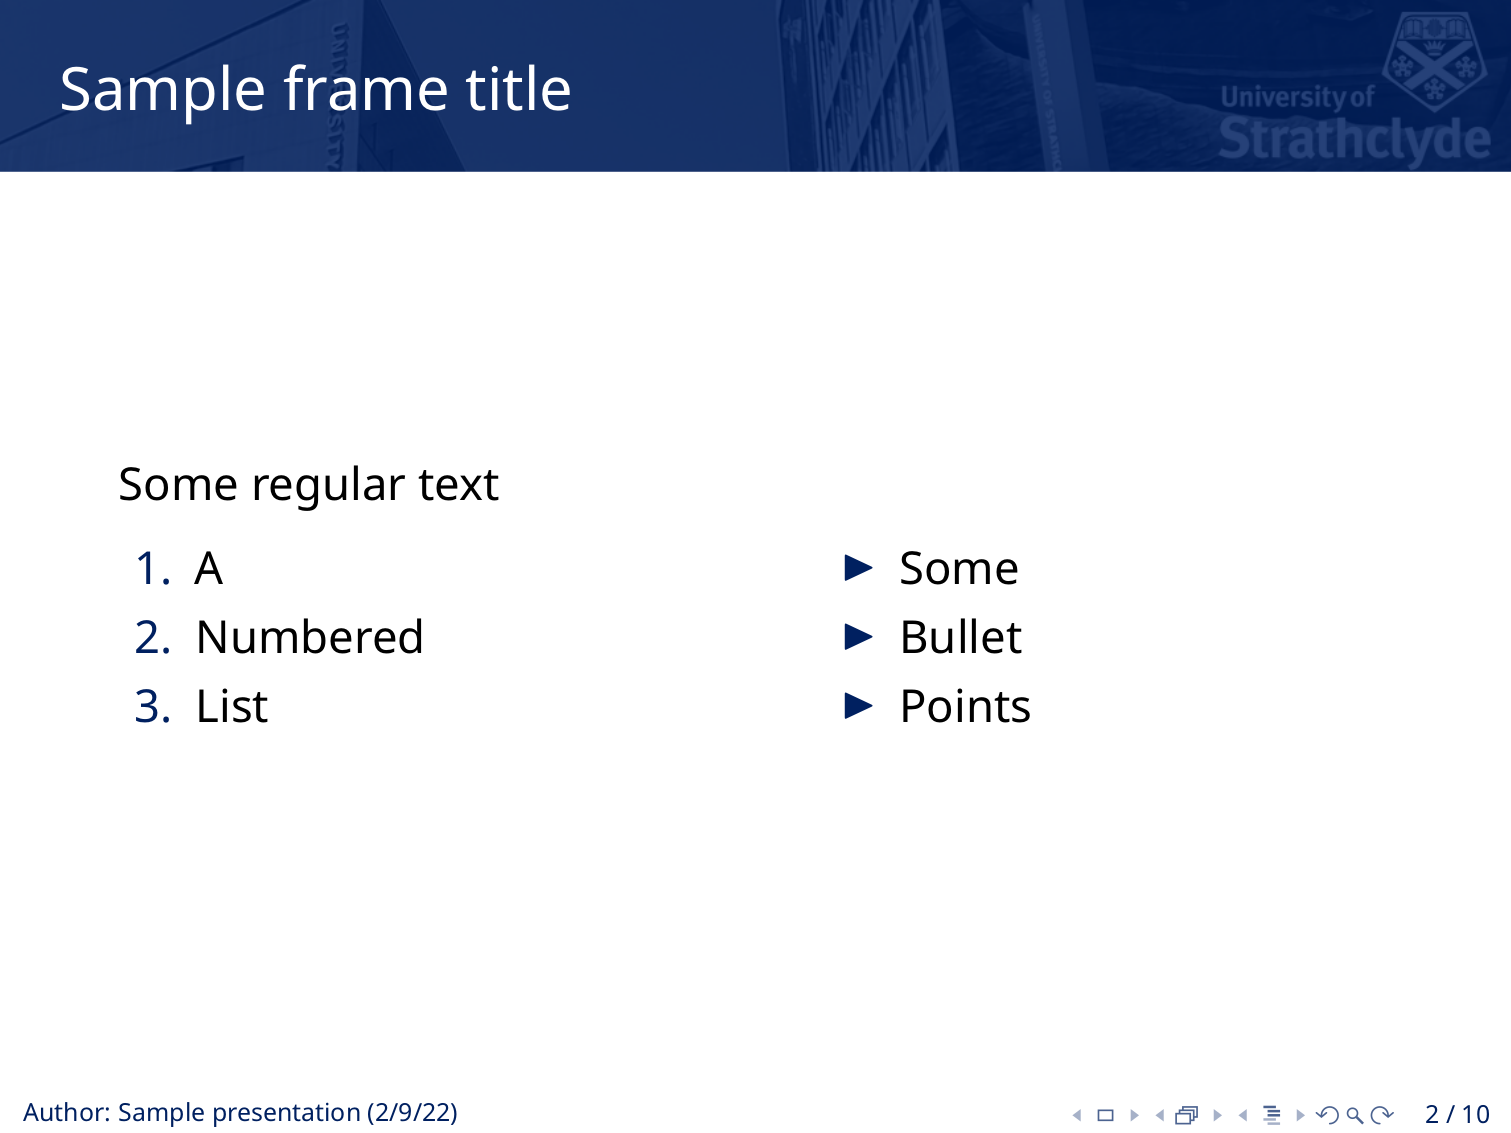 Sample frame title
University of
Strathclyde
UNIVERSITY
Some regular text
1. A
2. Numbered
3. List
▶ Some
▶ Bullet
▶ Points
Author: Sample presentation (2/9/22)
2 / 10